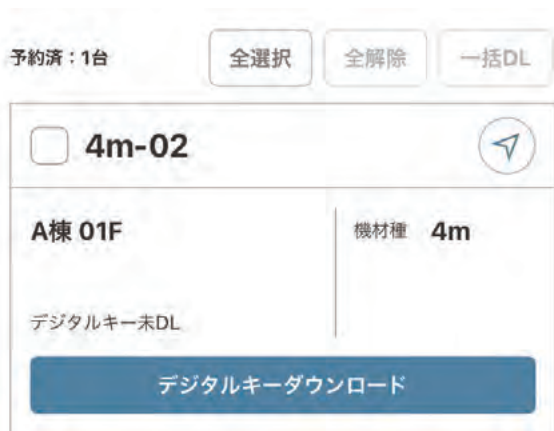 予約済:1台 全選択 全解除 一括DL
4m-02
A棟 01F 機材種 4m
デジタルキー未DL
デジタルキーダウンロード